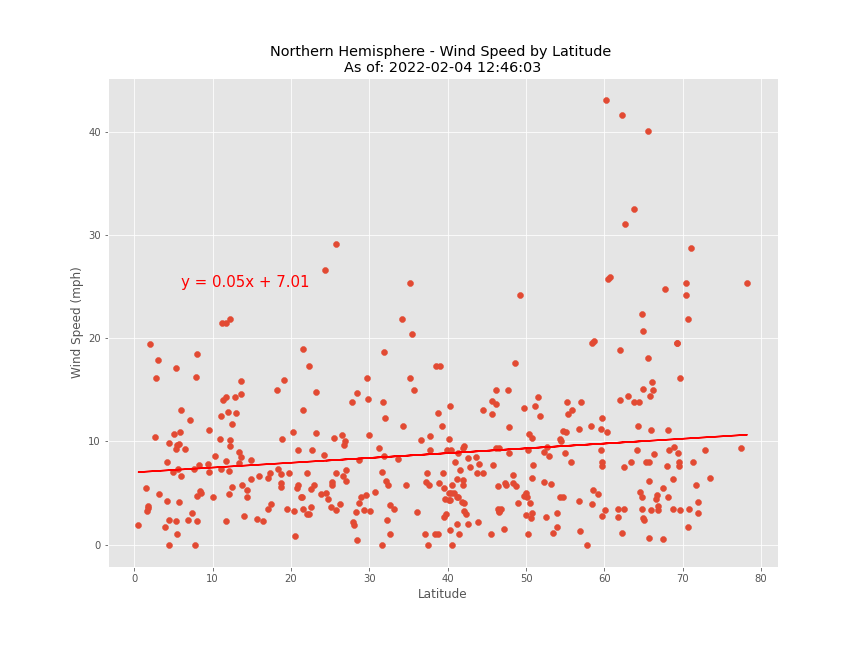 Northern Hemisphere - Wind Speed by Latitude
As of: 2022-02-04 12:46:03
40
30
y = 0.05x + 7.01
Wind Speed (mph)
20
10
0
0 10 20 30 40 50 60 70 80
Latitude